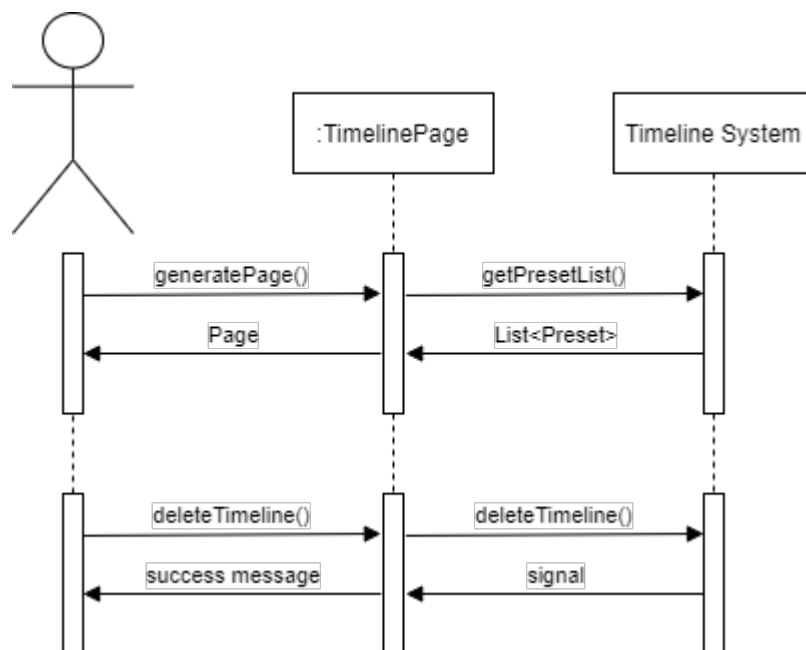 :TimelinePage
Timeline System
generatePage()
getPresetList()
Page
List<Preset>
deleteTimeline()
deleteTimeline()
success message
signal